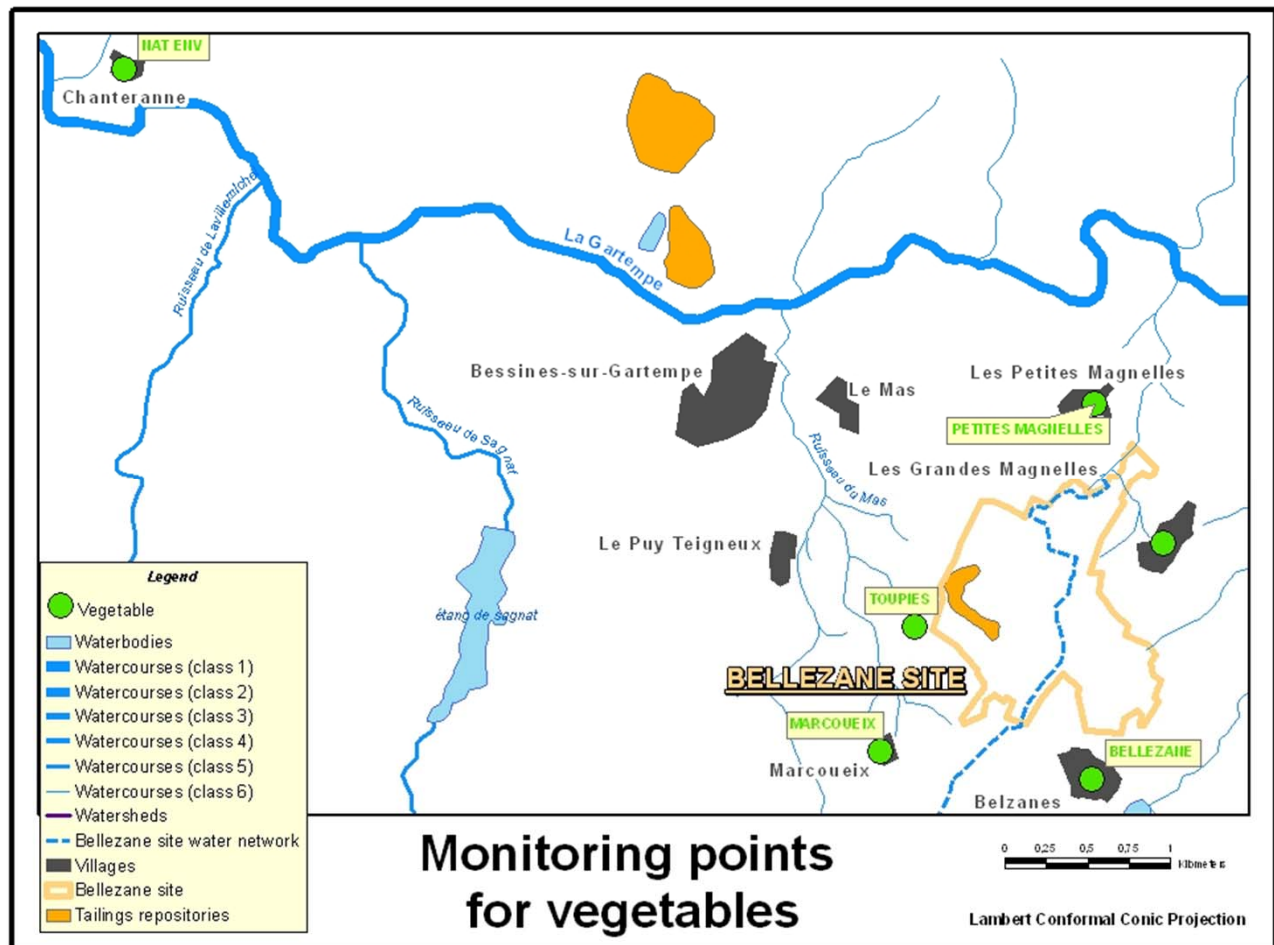 NAT ENV
Chanteranne
Ruisseau de Lavillemiche
La Gartempe
Bessines-sur-Gartempe
Le Mas
Les Petites Magnelles
PETITES MAGNELLES
Ruisseau de Sagnat
Ruisseau du Mas
Les Grandes Magnelles
Le Puy Teigneux
TOUPIES
étang de sagnat
BELLEZANE SITE
MARCOUEIX
Marcoueix
BELLEZANE
Belzanes
Legend
Vegetable
Waterbodies
Watercourses (class 1)
Watercourses (class 2)
Watercourses (class 3)
Watercourses (class 4)
Watercourses (class 5)
Watercourses (class 6)
Watersheds
Bellezane site water network
Villages
Bellezane site
Tailings repositories
Monitoring points
for vegetables
0 0,25 0,5 0,75 1
Kilometers
Lambert Conformal Conic Projection